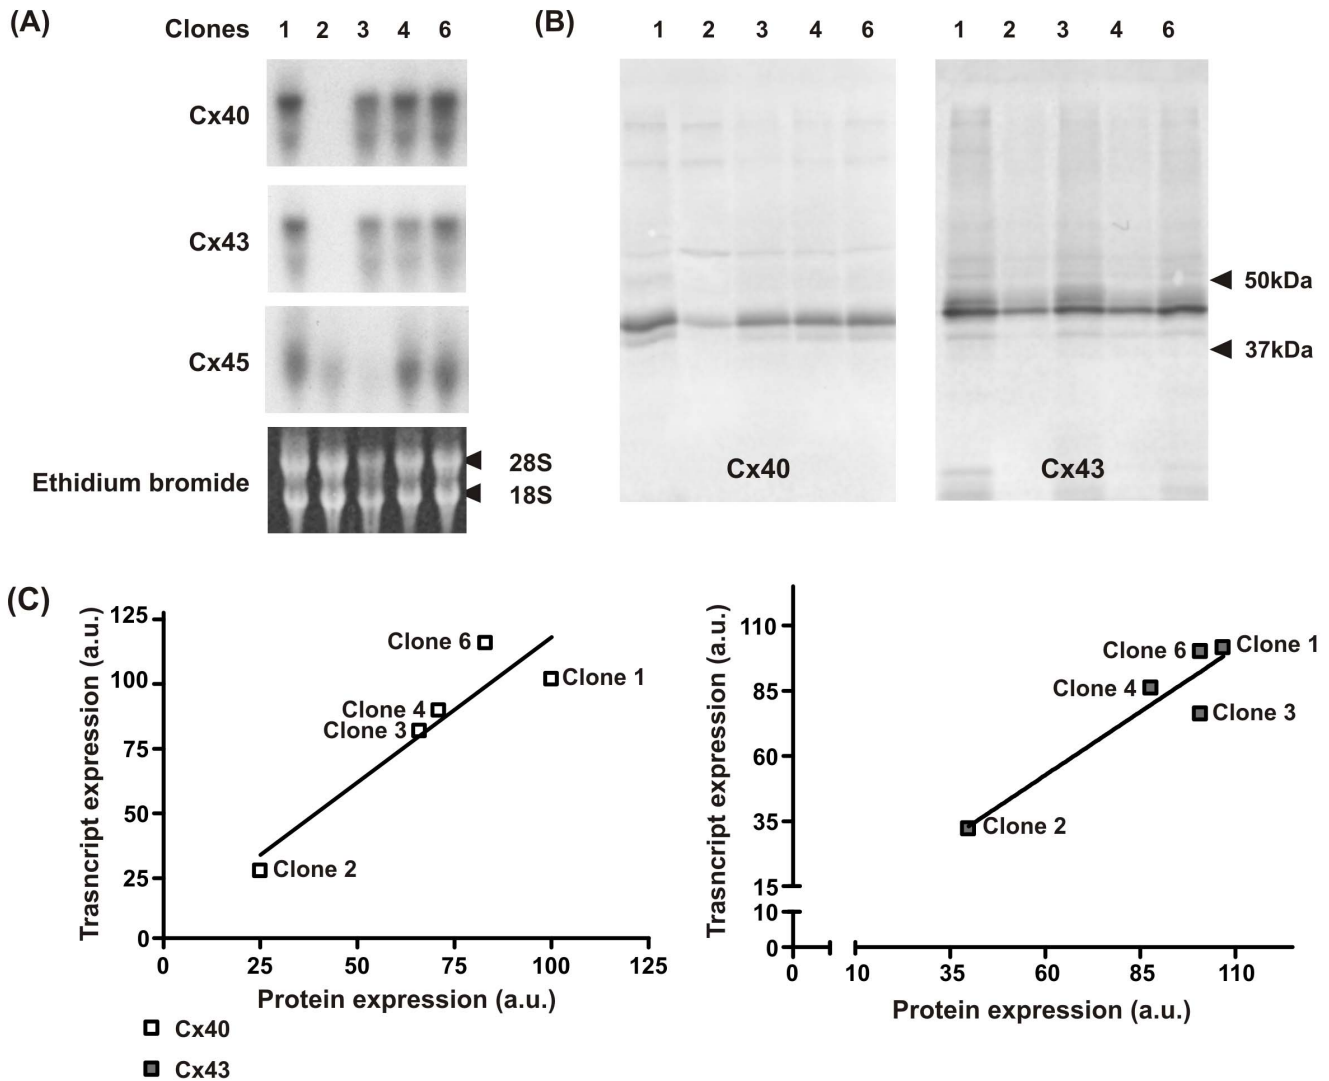 (A) Clones 1 2 3 4 6
Cx40
Cx43
Cx45
Ethidium bromide
28S
18S
(B) 1 2 3 4 6 1 2 3 4 6
50kDa
37kDa
Cx40 Cx43
(C)
Trasncript expression (a.u.)
125
100
75
50
25
0
Clone 6
Clone 1
Clone 4
Clone 3
Clone 2
0 25 50 75 100 125
Protein expression (a.u.)
Cx40
Cx43
Trasncript expression (a.u.)
110
85
60
35
15
10
0
Clone 6
Clone 1
Clone 4
Clone 3
Clone 2
0 10 35 60 85 110
Protein expression (a.u.)